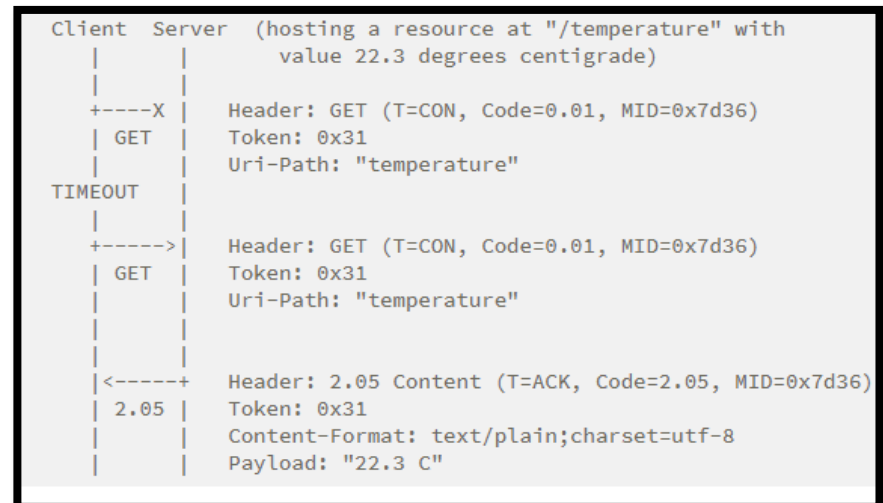 Client Server (hosting a resource at "/temperature" with
| | value 22.3 degrees centigrade)
| |
+----X | Header: GET (T=CON, Code=0.01, MID=0x7d36)
| GET | Token: 0x31
| | Uri-Path: "temperature"
TIMEOUT |
| |
+----->| Header: GET (T=CON, Code=0.01, MID=0x7d36)
| GET | Token: 0x31
| | Uri-Path: "temperature"
| |
| |
|<-----+ Header: 2.05 Content (T=ACK, Code=2.05, MID=0x7d36)
| 2.05 | Token: 0x31
| | Content-Format: text/plain;charset=utf-8
| | Payload: "22.3 C"